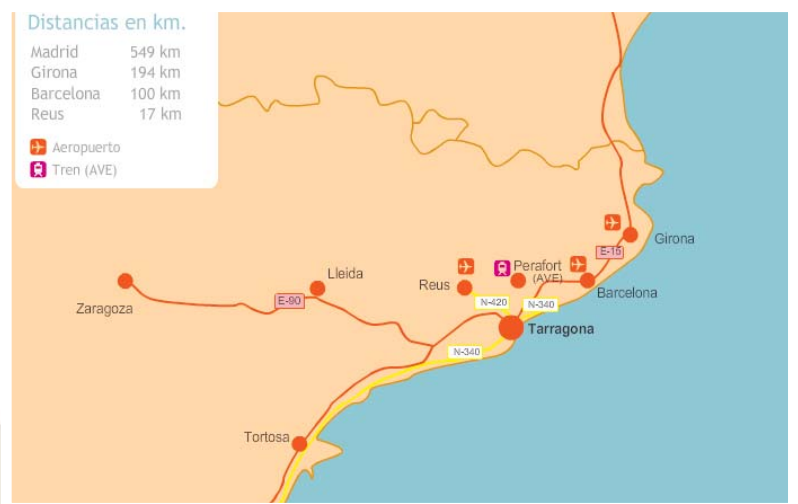 Distancias en km.
Madrid 549 km
Girona 194 km
Barcelona 100 km
Reus 17 km
Aeropuerto
Tren (AVE)
Girona
E-15
Perafort
(AVE)
Lleida
Reus
Barcelona
Zaragoza
E-90
N-420
N-340
Tarragona
N-340
Tortosa